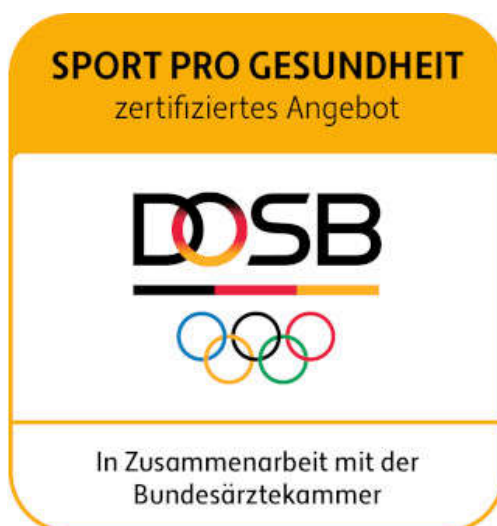 SPORT PRO GESUNDHEIT
zertifiziertes Angebot
DOSB
In Zusammenarbeit mit der
Bundesärztekammer